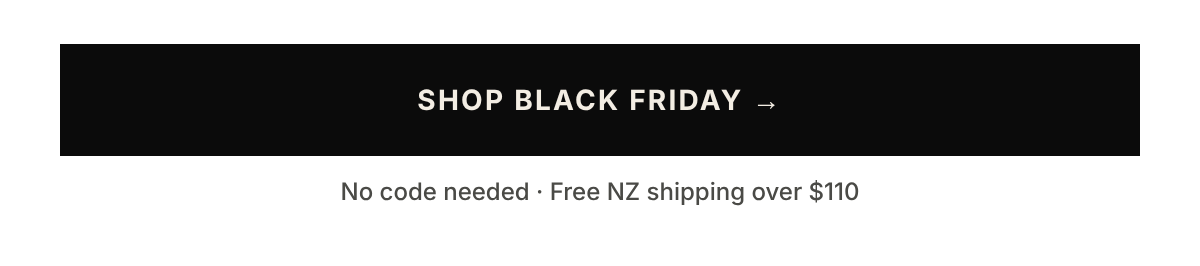 SHOP BLACK FRIDAY →
No code needed · Free NZ shipping over $110